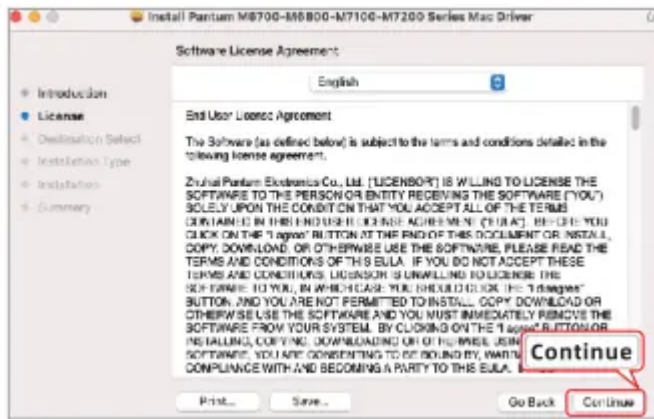 Install Pantum M6700-M6800-M7100-M7200 Series Mac Driver
Software License Agreement
English
Introduction
License
Destination Select
Installation Type
Installation
Summary
End User License Agreement
The Software (as defined below) is subject to the terms and conditions detailed in the
following license agreement.
Zhuhai Pantum Electronics Co., Ltd. ("LICENSOR") IS WILLING TO LICENSE THE
SOFTWARE TO THE PERSON OR ENTITY RECEIVING THE SOFTWARE ("YOU")
SOLELY UPON THE CONDITION THAT YOU ACCEPT ALL OF THE TERMS
CONTAINED IN THIS END USER LICENSE AGREEMENT ("EULA"). BEFORE YOU
CLICK ON THE "I agree" BUTTON AT THE END OF THIS DOCUMENT OR INSTALL,
COPY, DOWNLOAD, OR OTHERWISE USE THE SOFTWARE, PLEASE READ THE
TERMS AND CONDITIONS OF THIS EULA. IF YOU DO NOT ACCEPT THESE
TERMS AND CONDITIONS, LICENSOR IS UNWILLING TO LICENSE THE
SOFTWARE TO YOU, IN WHICH CASE YOU SHOULD CLICK THE "I disagree"
BUTTON, AND YOU ARE NOT PERMITTED TO INSTALL, COPY, DOWNLOAD OR
OTHERWISE USE THE SOFTWARE AND YOU MUST IMMEDIATELY REMOVE THE
SOFTWARE FROM YOUR SYSTEM. BY CLICKING ON THE "I agree" BUTTON OR
INSTALLING, COPYING, DOWNLOADING OR OTHERWISE
SOFTWARE, YOU ARE CONSENTING TO BE BOUND BY,
COMPLIANCE WITH AND BECOMING A PARTY TO THIS EULA.
Continue
Print...
Save...
Go Back
Continue